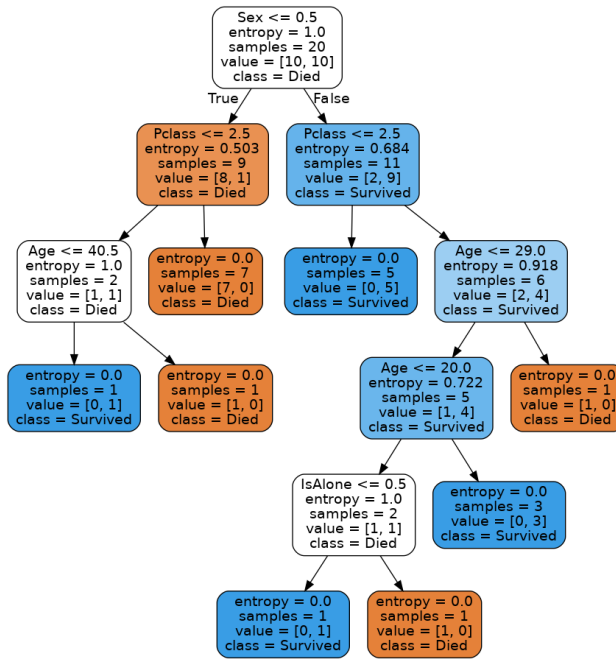 Sex <= 0.5
entropy = 1.0
samples = 20
value = [10, 10]
class = Died
True
False
Pclass <= 2.5
entropy = 0.503
samples = 9
value = [8, 1]
class = Died
Pclass <= 2.5
entropy = 0.684
samples = 11
value = [2, 9]
class = Survived
Age <= 40.5
entropy = 1.0
samples = 2
value = [1, 1]
class = Died
entropy = 0.0
samples = 7
value = [7, 0]
class = Died
entropy = 0.0
samples = 5
value = [0, 5]
class = Survived
Age <= 29.0
entropy = 0.918
samples = 6
value = [2, 4]
class = Survived
entropy = 0.0
samples = 1
value = [0, 1]
class = Survived
entropy = 0.0
samples = 1
value = [1, 0]
class = Died
Age <= 20.0
entropy = 0.722
samples = 5
value = [1, 4]
class = Survived
entropy = 0.0
samples = 1
value = [1, 0]
class = Died
IsAlone <= 0.5
entropy = 1.0
samples = 2
value = [1, 1]
class = Died
entropy = 0.0
samples = 3
value = [0, 3]
class = Survived
entropy = 0.0
samples = 1
value = [0, 1]
class = Survived
entropy = 0.0
samples = 1
value = [1, 0]
class = Died